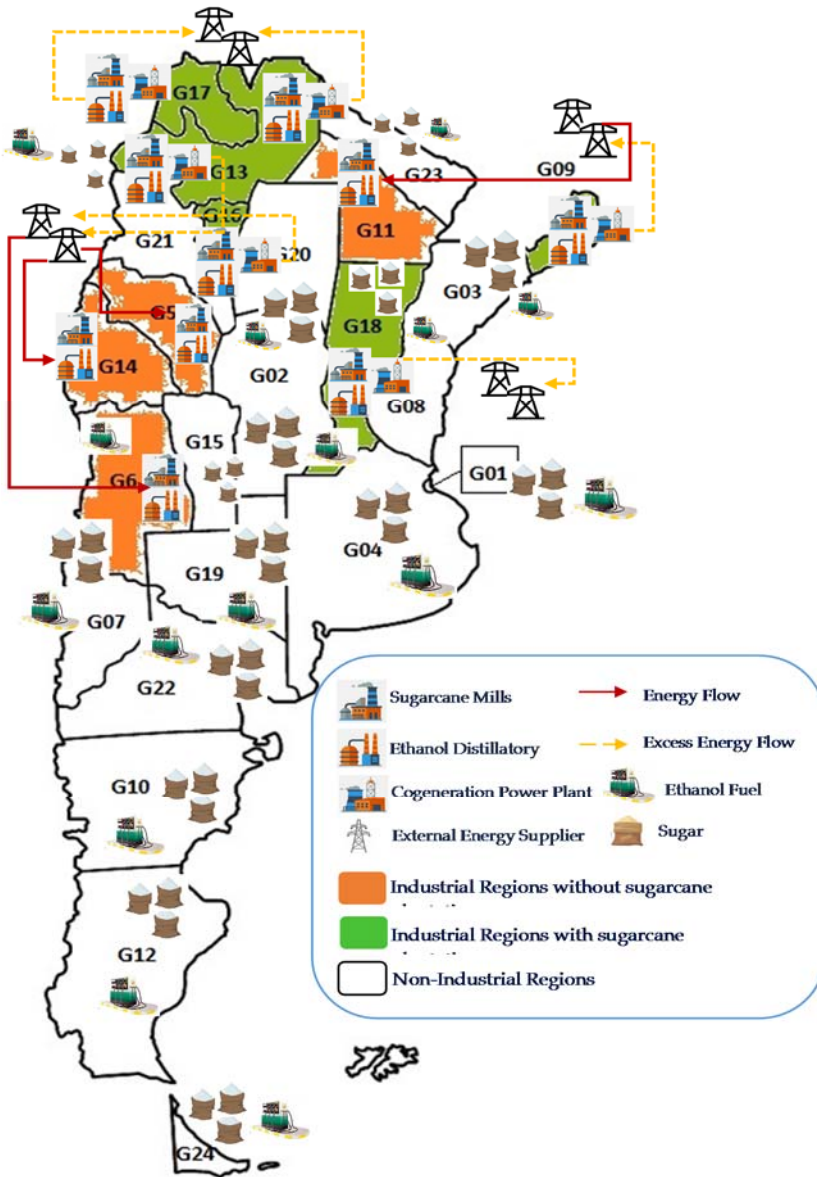 G17
G23
G09
G13
G16
G11
G21
20
G03
G5
G18
G14
G02
G08
G15
G6
G01
G04
G19
G07
G22
G10
G12
G24
Sugarcane Mills
Energy Flow
Ethanol Distillatory
Excess Energy Flow
Cogeneration Power Plant
Ethanol Fuel
External Energy Supplier
Sugar
Industrial Regions without sugarcane
Industrial Regions with sugarcane
Non-Industrial Regions